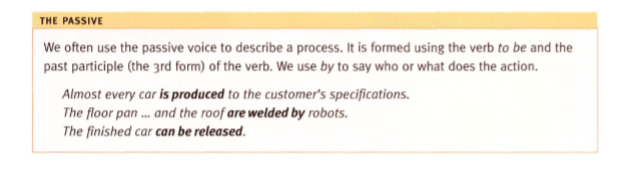 THE PASSIVE
We often use the passive voice to describe a process. It is formed using the verb to be and the
past participle (the 3rd form) of the verb. We use by to say who or what does the action.
Almost every car is produced to the customer's specifications.
The floor pan ... and the roof are welded by robots.
The finished car can be released.